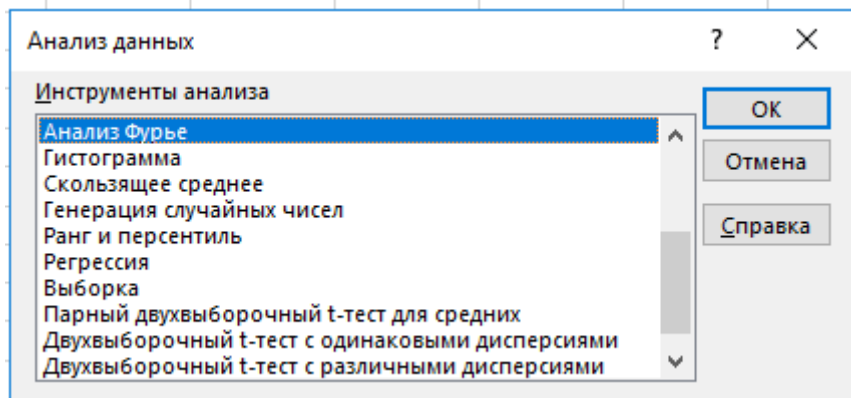 Анализ данных ?
Инструменты анализа
Анализ Фурье
Гистограмма
Скользящее среднее
Генерация случайных чисел
Ранг и персентиль
Регрессия
Выборка
Парный двухвыборочный t-тест для средних
Двухвыборочный t-тест с одинаковыми дисперсиями
Двухвыборочный t-тест с различными дисперсиями
ОК
Отмена
Справка